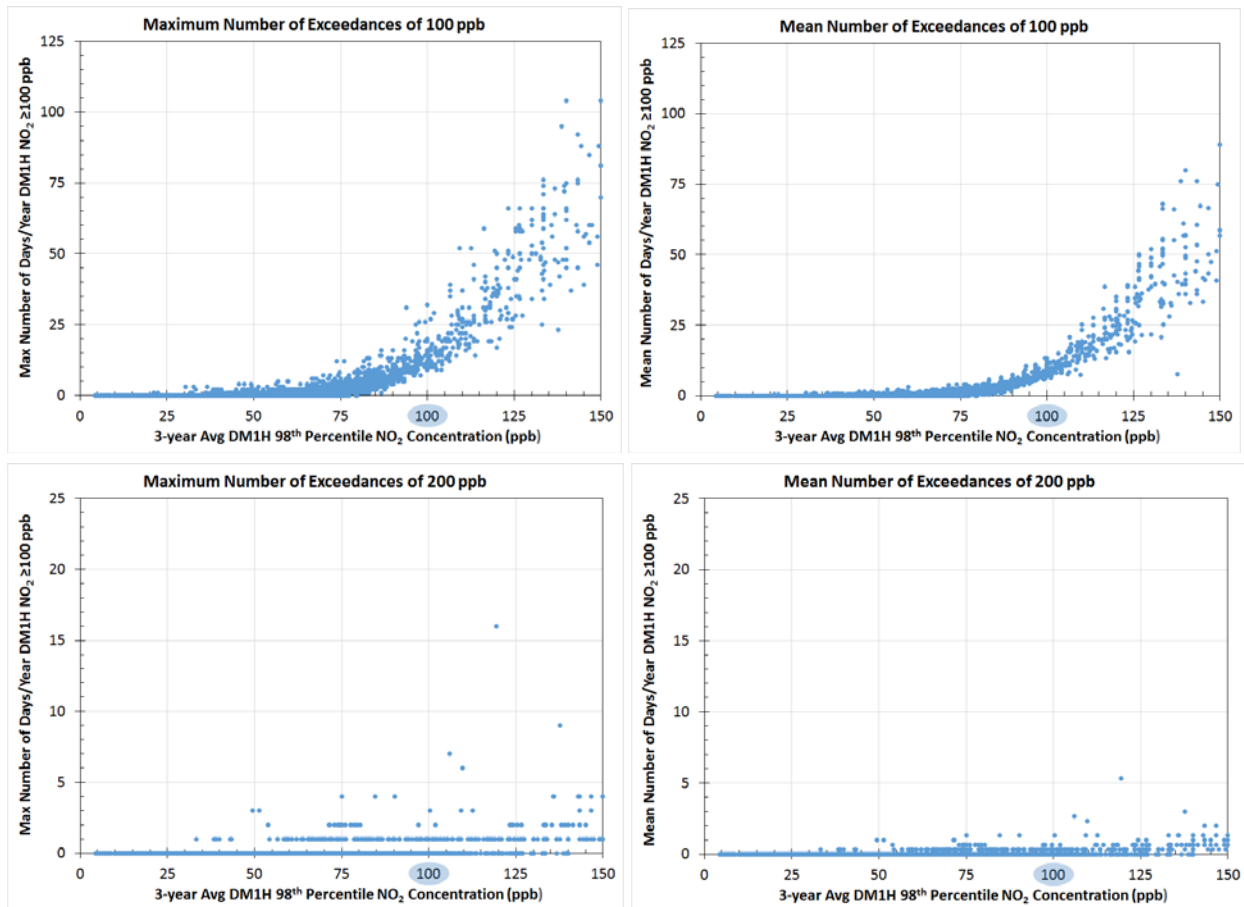 Maximum Number of Exceedances of 100 ppb
Max Number of Days/Year DM1H NO₂ ≥100 ppb
125
100
75
50
25
0
0 25 50 75 100 125 150
3-year Avg DM1H 98th Percentile NO₂ Concentration (ppb)
Mean Number of Exceedances of 100 ppb
Mean Number of Days/Year DM1H NO₂ ≥100 ppb
125
100
75
50
25
0
0 25 50 75 100 125 150
3-year Avg DM1H 98th Percentile NO₂ Concentration (ppb)
Maximum Number of Exceedances of 200 ppb
Max Number of Days/Year DM1H NO₂ ≥100 ppb
25
20
15
10
5
0
0 25 50 75 100 125 150
3-year Avg DM1H 98th Percentile NO₂ Concentration (ppb)
Mean Number of Exceedances of 200 ppb
Mean Number of Days/Year DM1H NO₂ ≥100 ppb
25
20
15
10
5
0
0 25 50 75 100 125 150
3-year Avg DM1H 98th Percentile NO₂ Concentration (ppb)